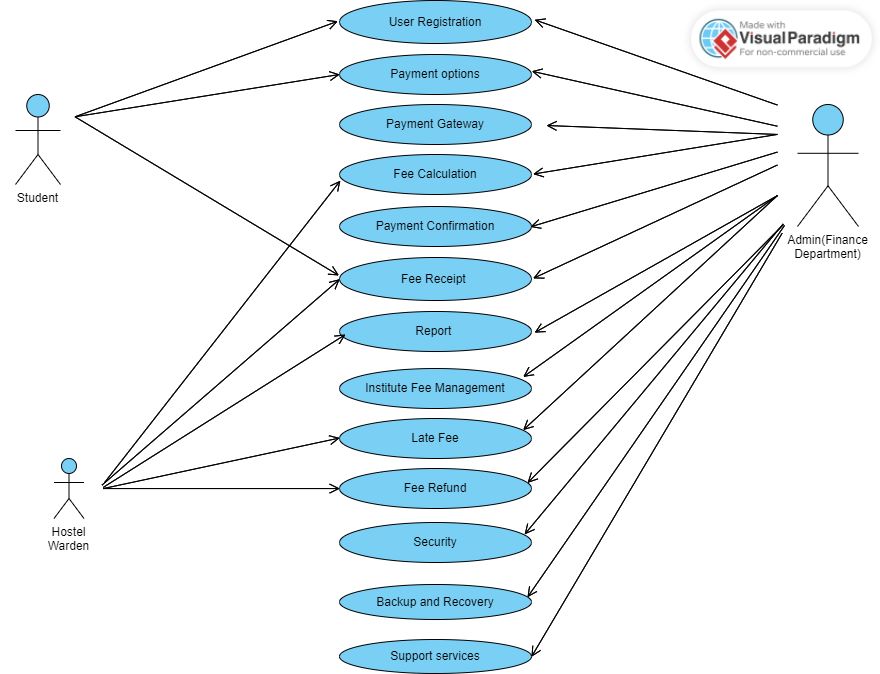 User Registration
Made with
Visual Paradigm
For non-commercial use
Payment options
Payment Gateway
Fee Calculation
Student
Payment Confirmation
Admin(Finance
Department)
Fee Receipt
Report
Institute Fee Management
Late Fee
Fee Refund
Hostel
Warden
Security
Backup and Recovery
Support services